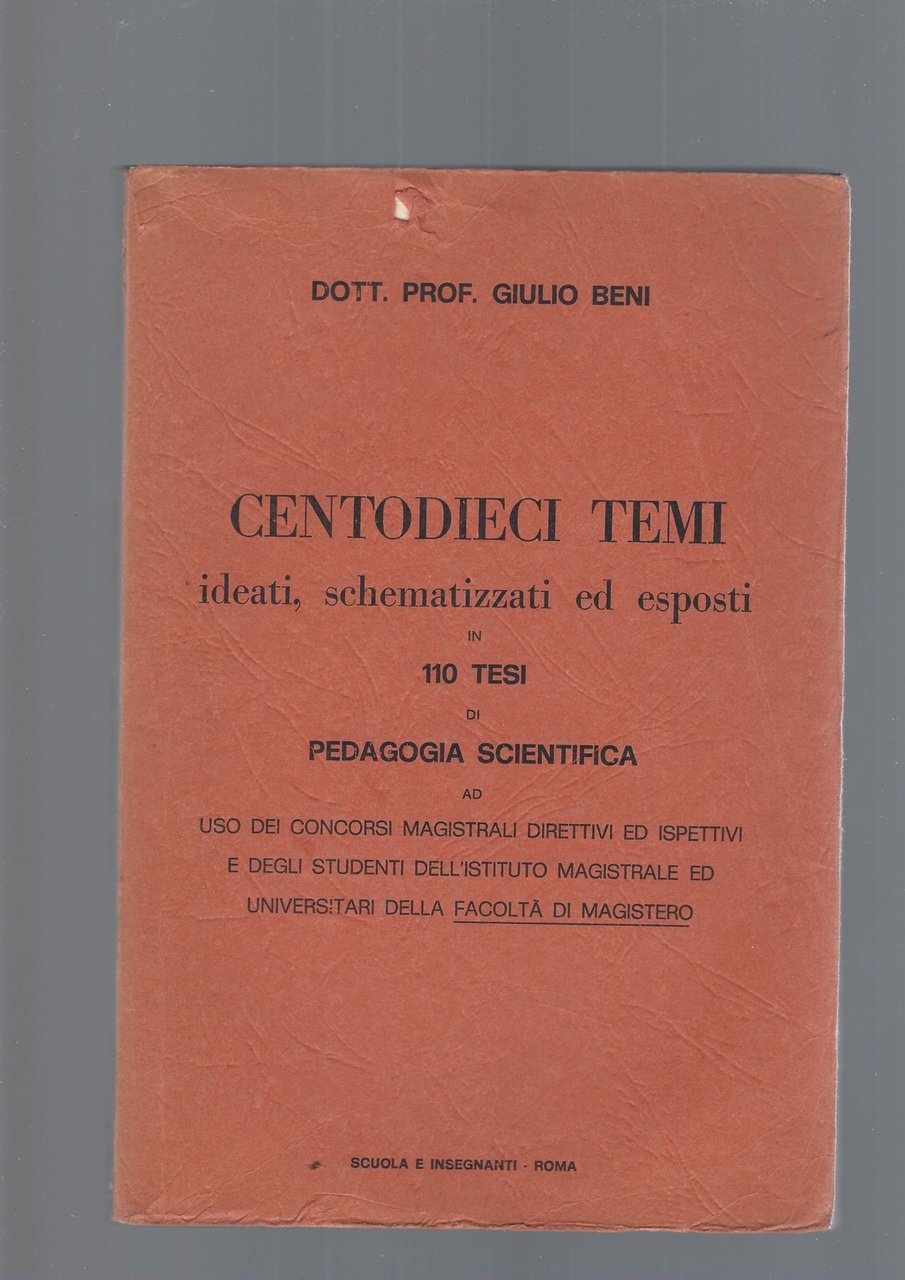 DOTT. PROF. GIULIO BENI
CENTODIECI TEMI
ideati, schematizzati ed esposti
IN
110 TESI
DI
PEDAGOGIA SCIENTIFICA
AD
USO DEI CONCORSI MAGISTRALI DIRETTIVI ED ISPETTIVI
E DEGLI STUDENTI DELL'ISTITUTO MAGISTRALE ED
UNIVERSITARI DELLA FACOLTÀ DI MAGISTERO
SCUOLA E INSEGNANTI - ROMA